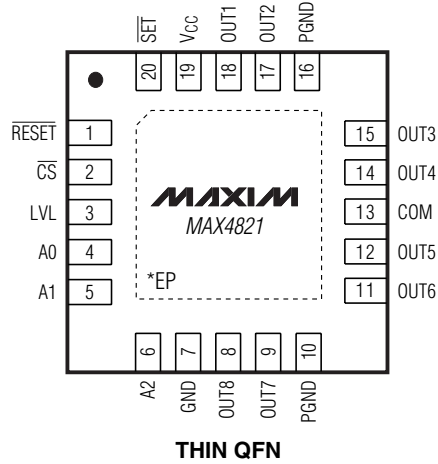 SET
VCC
OUT1
OUT2
PGND
20
19
18
17
16
RESET 1
CS 2
LVL 3
A0 4
A1 5
15 OUT3
14 OUT4
13 COM
12 OUT5
11 OUT6
MAXIM
MAX4821
*EP
6
7
8
9
10
A2
GND
OUT8
OUT7
PGND
THIN QFN